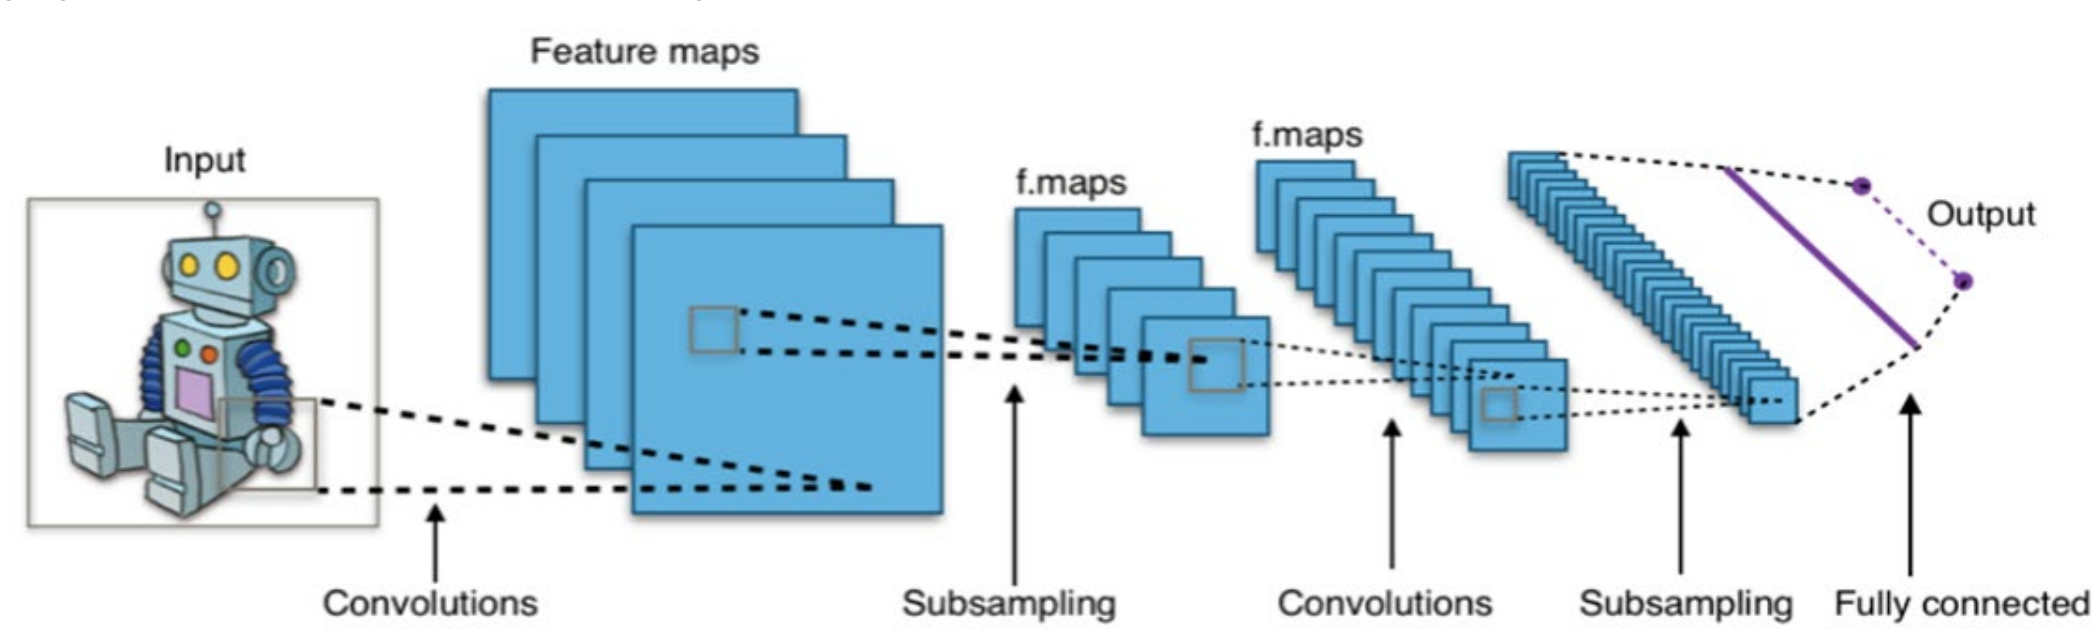 Feature maps
f.maps
Input
f.maps
Output
Convolutions
Subsampling
Convolutions
Subsampling
Fully connected